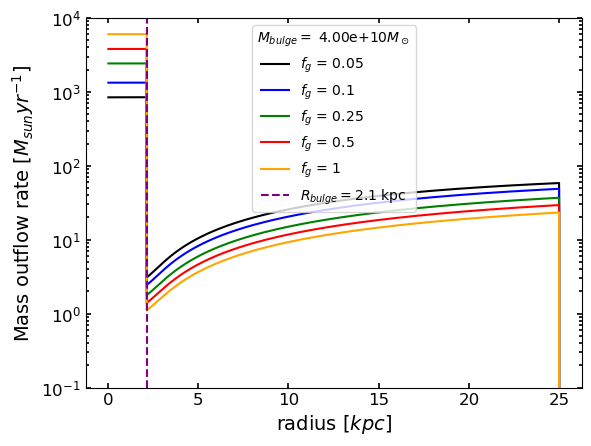 10^4
10^3
10^2
10^1
10^0
10^-1
Mass outflow rate [M_sun yr^-1]
M_bulge = 4.00e+10M_⊙
f_g = 0.05
f_g = 0.1
f_g = 0.25
f_g = 0.5
f_g = 1
R_bulge = 2.1 kpc
0 5 10 15 20 25
radius [kpc]